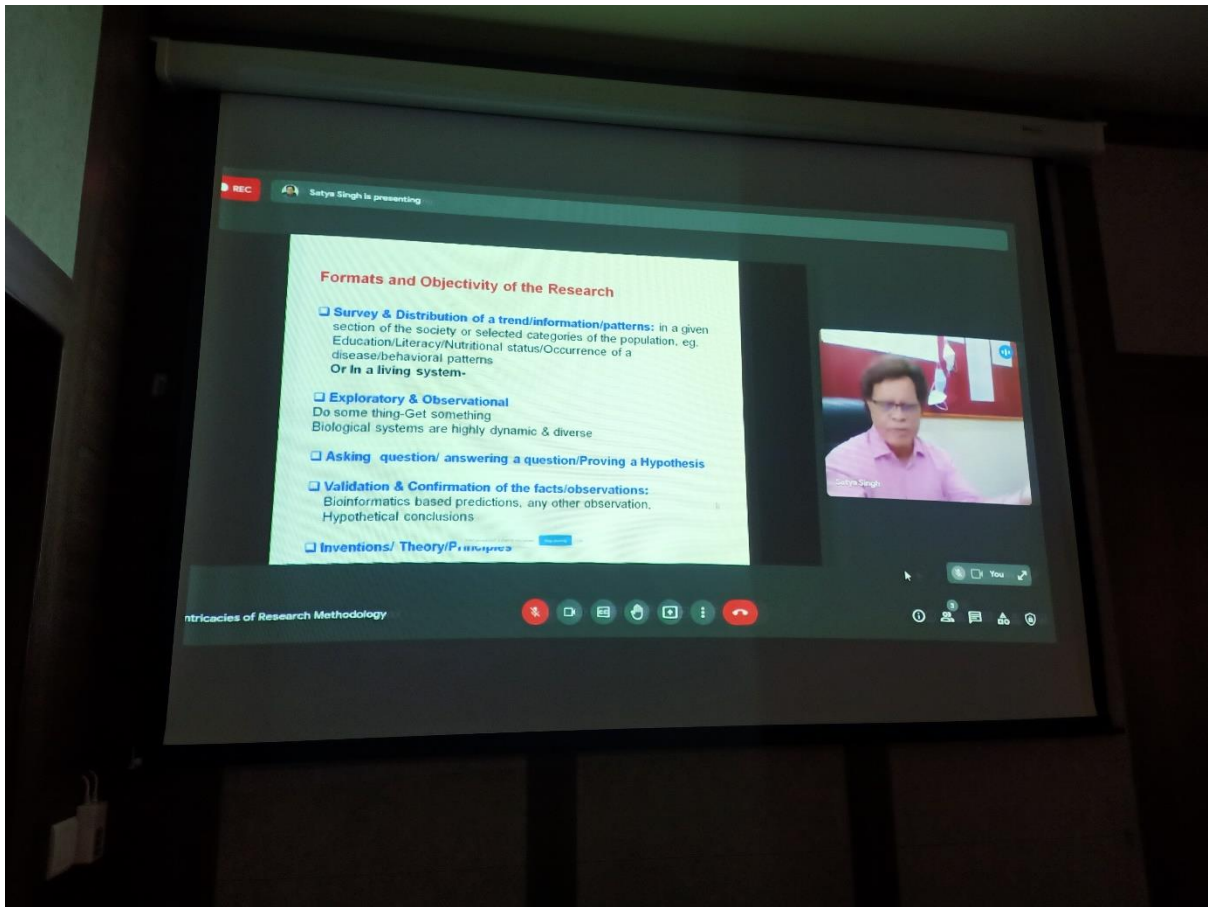 REC
Satya Singh is presenting
Formats and Objectivity of the Research
Survey & Distribution of a trend/information/patterns: in a given
section of the society or selected categories of the population, eg.
Education/Literacy/Nutritional status/Occurrence of a
disease/behavioral patterns
Or In a living system-
Exploratory & Observational
Do some thing-Get something
Biological systems are highly dynamic & diverse
Asking question/ answering a question/Proving a Hypothesis
Validation & Confirmation of the facts/observations:
Bioinformatics based predictions, any other observation,
Hypothetical conclusions
Inventions/ Theory/Principles
Satya Singh
You
3
ntricacies of Research Methodology